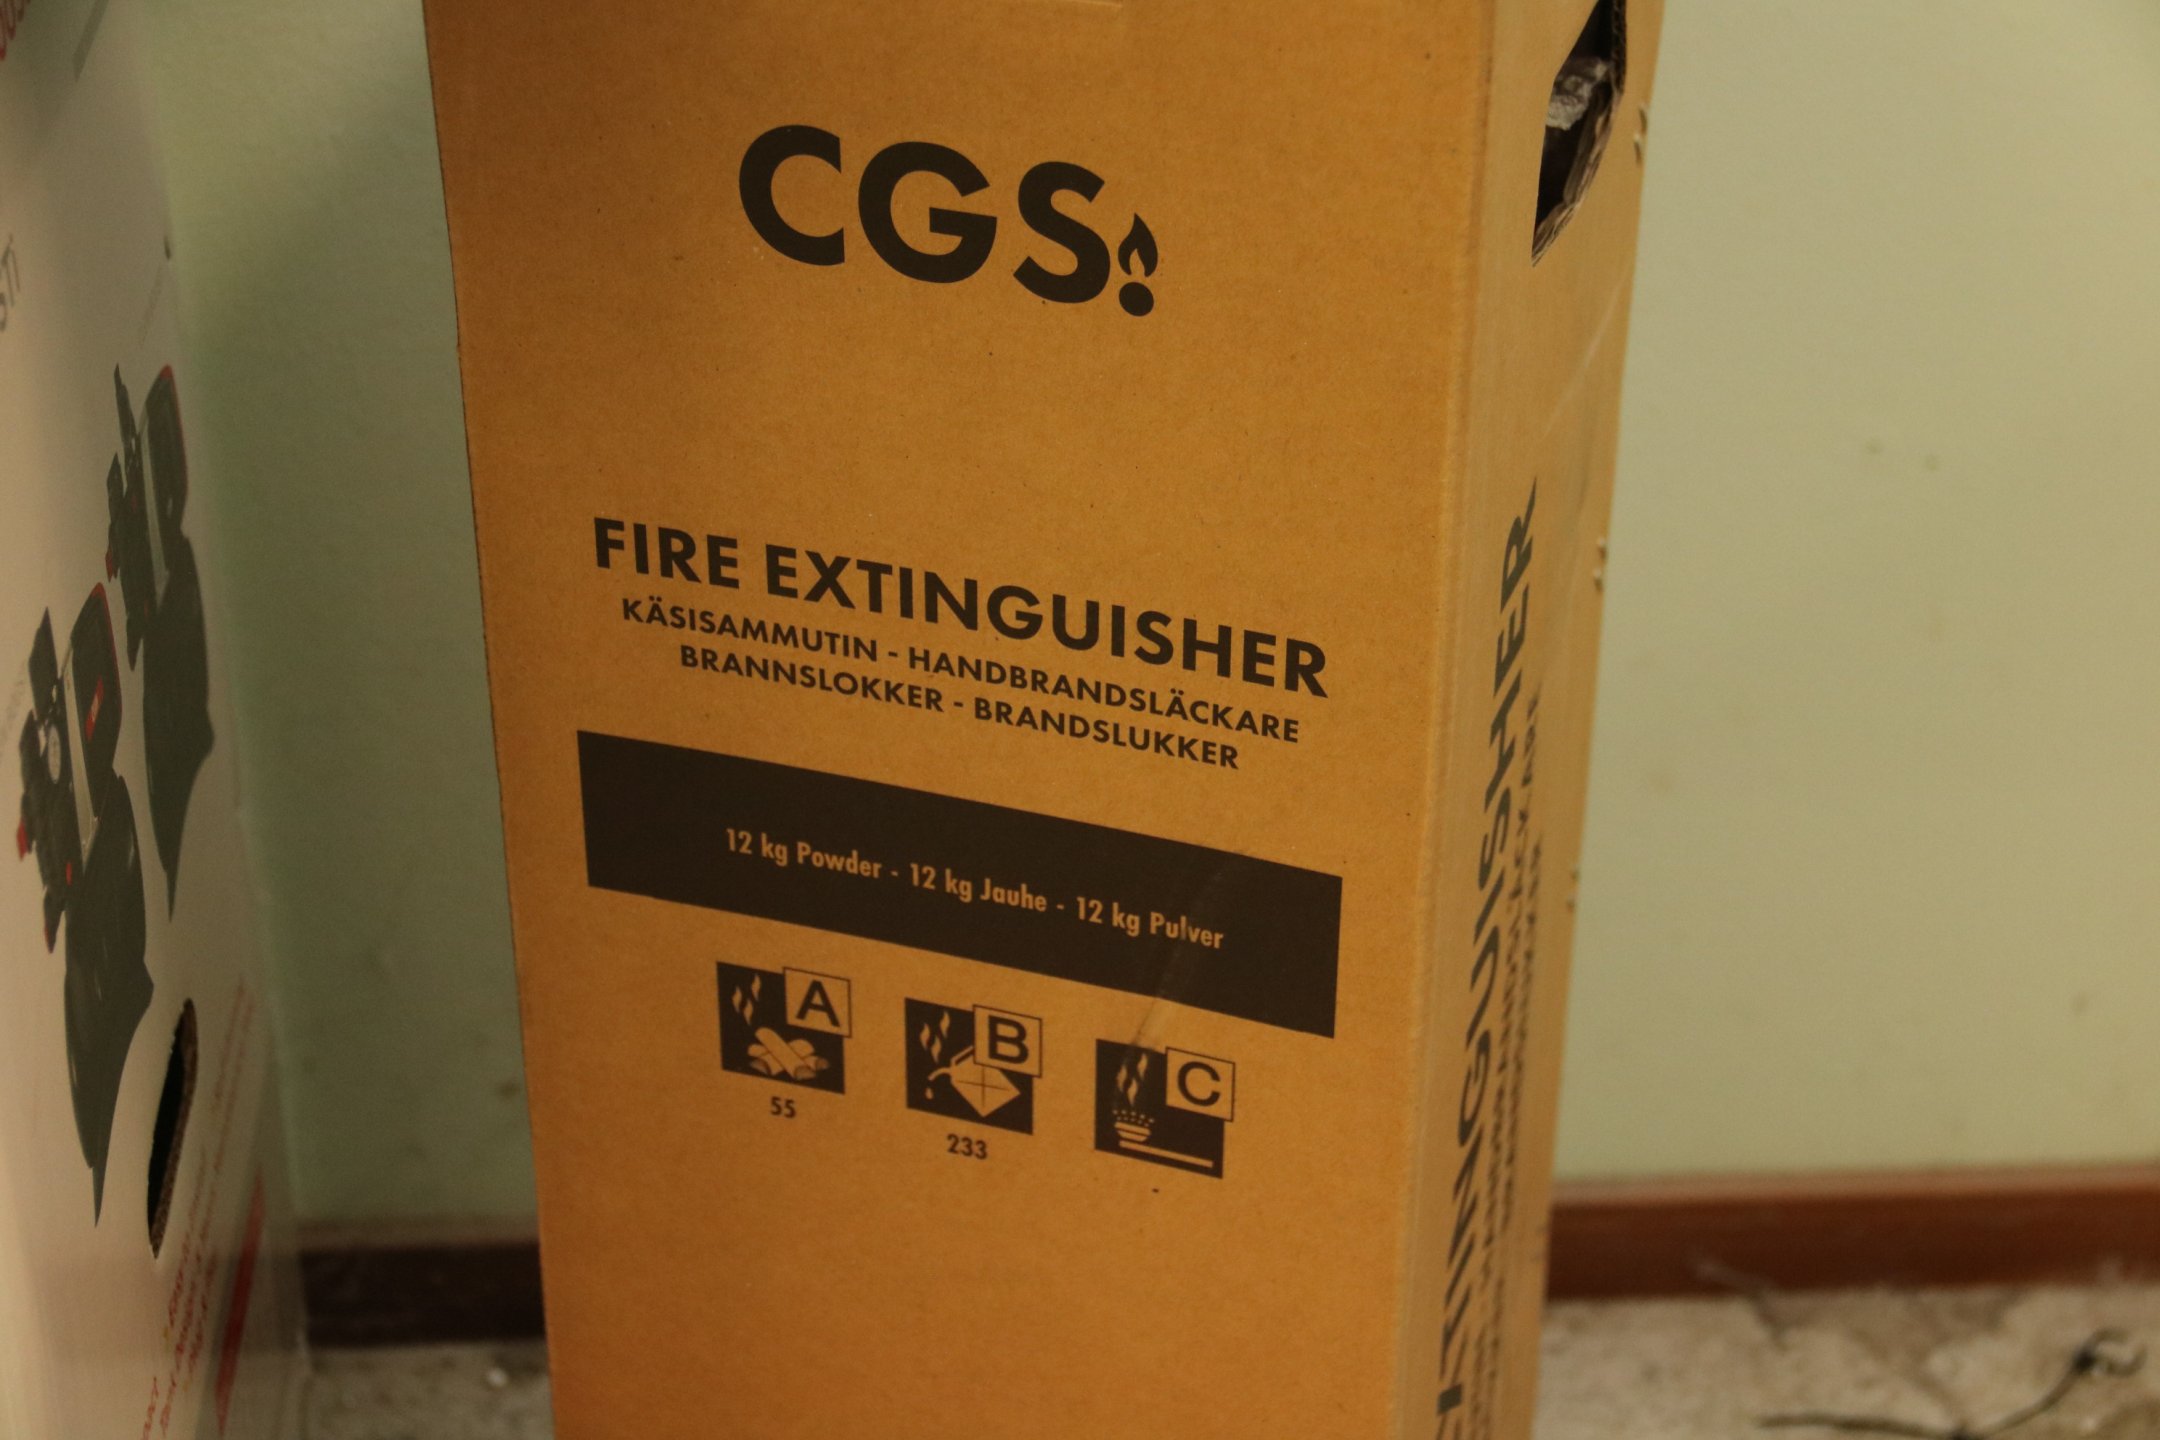 CGS
FIRE EXTINGUISHER
KÄSISAMMUTIN - HANDBRANDSLÄCKARE
BRANNSLOKKER - BRANDSLUKKER
12 kg Powder - 12 kg Jauhe - 12 kg Pulver
A
B
C
55
233
EXTINGUISHER